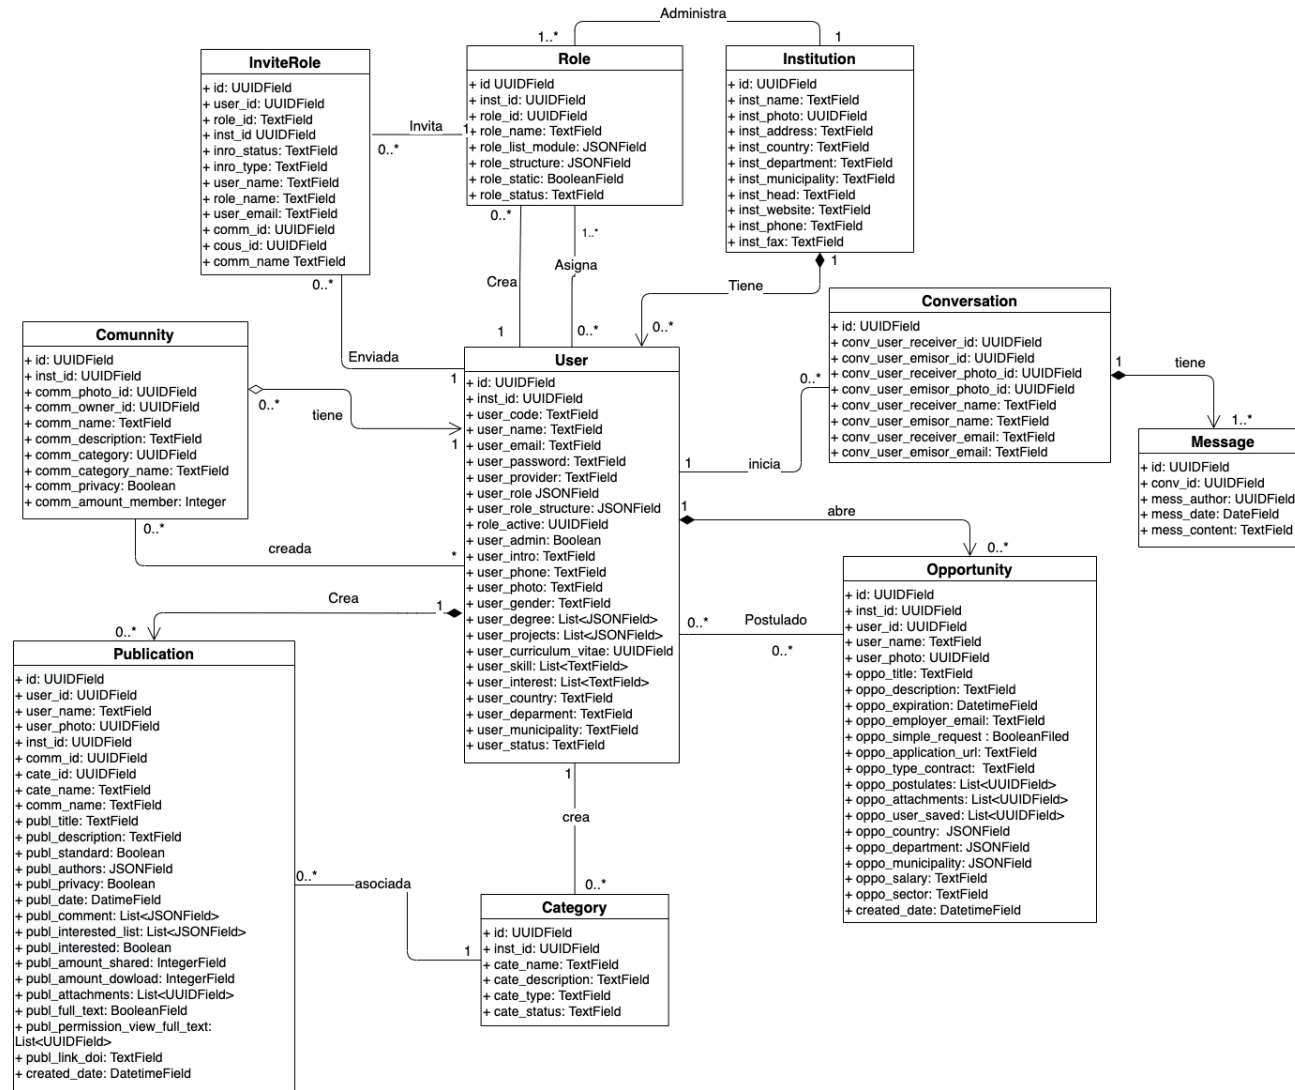 Administra
1..*
1
InviteRole
+ id: UUIDField
+ user_id: UUIDField
+ role_id: TextField
+ inst_id UUIDField
+ inro_status: TextField
+ inro_type: TextField
+ user_name: TextField
+ role_name: TextField
+ user_email: TextField
+ comm_id: UUIDField
+ cous_id: UUIDField
+ comm_name TextField
Invita
0..*
1
Role
+ id UUIDField
+ inst_id: UUIDField
+ role_id: UUIDField
+ role_name: TextField
+ role_list_module: JSONField
+ role_structure: JSONField
+ role_static: BooleanField
+ role_status: TextField
Institution
+ id: UUIDField
+ inst_name: TextField
+ inst_photo: UUIDField
+ inst_address: TextField
+ inst_country: TextField
+ inst_department: TextField
+ inst_municipality: TextField
+ inst_head: TextField
+ inst_website: TextField
+ inst_phone: TextField
+ inst_fax: TextField
0..*
1..*
1
Crea
Asigna
Tiene
1
0..*
0..*
0..*
Enviada
1
Comunnity
+ id: UUIDField
+ inst_id: UUIDField
+ comm_photo_id: UUIDField
+ comm_owner_id: UUIDField
+ comm_name: TextField
+ comm_description: TextField
+ comm_category: UUIDField
+ comm_category_name: TextField
+ comm_privacy: Boolean
+ comm_amount_member: Integer
0..*
tiene
1
0..*
creada
*
User
+ id: UUIDField
+ inst_id: UUIDField
+ user_code: TextField
+ user_name: TextField
+ user_email: TextField
+ user_password: TextField
+ user_provider: TextField
+ user_role JSONField
+ user_role_structure: JSONField
+ role_active: UUIDField
+ user_admin: Boolean
+ user_intro: TextField
+ user_phone: TextField
+ user_photo: TextField
+ user_gender: TextField
+ user_degree: List<JSONField>
+ user_projects: List<JSONField>
+ user_curriculum_vitae: UUIDField
+ user_skill: List<TextField>
+ user_interest: List<TextField>
+ user_country: TextField
+ user_deparment: TextField
+ user_municipality: TextField
+ user_status: TextField
Conversation
+ id: UUIDField
+ conv_user_receiver_id: UUIDField
+ conv_user_emisor_id: UUIDField
+ conv_user_receiver_photo_id: UUIDField
+ conv_user_emisor_photo_id: UUIDField
+ conv_user_receiver_name: TextField
+ conv_user_emisor_name: TextField
+ conv_user_receiver_email: TextField
+ conv_user_emisor_email: TextField
0..*
1
inicia
1
tiene
1..*
Message
+ id: UUIDField
+ conv_id: UUIDField
+ mess_author: UUIDField
+ mess_date: DateField
+ mess_content: TextField
1
abre
0..*
Opportunity
+ id: UUIDField
+ inst_id: UUIDField
+ user_id: UUIDField
+ user_name: TextField
+ user_photo: UUIDField
+ oppo_title: TextField
+ oppo_description: TextField
+ oppo_expiration: DatetimeField
+ oppo_employer_email: TextField
+ oppo_simple_request : BooleanFiled
+ oppo_application_url: TextField
+ oppo_type_contract:  TextField
+ oppo_postulates: List<UUIDField>
+ oppo_attachments: List<UUIDField>
+ oppo_user_saved: List<UUIDField>
+ oppo_country:  JSONField
+ oppo_department: JSONField
+ oppo_municipality: JSONField
+ oppo_salary: TextField
+ oppo_sector: TextField
+ created_date: DatetimeField
0..*
Postulado
0..*
Crea
1
0..*
Publication
+ id: UUIDField
+ user_id: UUIDField
+ user_name: TextField
+ user_photo: UUIDField
+ inst_id: UUIDField
+ comm_id: UUIDField
+ cate_id: UUIDField
+ cate_name: TextField
+ comm_name: TextField
+ publ_title: TextField
+ publ_description: TextField
+ publ_standard: Boolean
+ publ_authors: JSONField
+ publ_privacy: Boolean
+ publ_date: DatimeField
+ publ_comment: List<JSONField>
+ publ_interested_list: List<JSONField>
+ publ_interested: Boolean
+ publ_amount_shared: IntegerField
+ publ_amount_dowload: IntegerField
+ publ_attachments: List<UUIDField>
+ publ_full_text: BooleanField
+ publ_permission_view_full_text:
List<UUIDField>
+ publ_link_doi: TextField
+ created_date: DatetimeField
0..*
asociada
1
1
crea
0..*
Category
+ id: UUIDField
+ inst_id: UUIDField
+ cate_name: TextField
+ cate_description: TextField
+ cate_type: TextField
+ cate_status: TextField